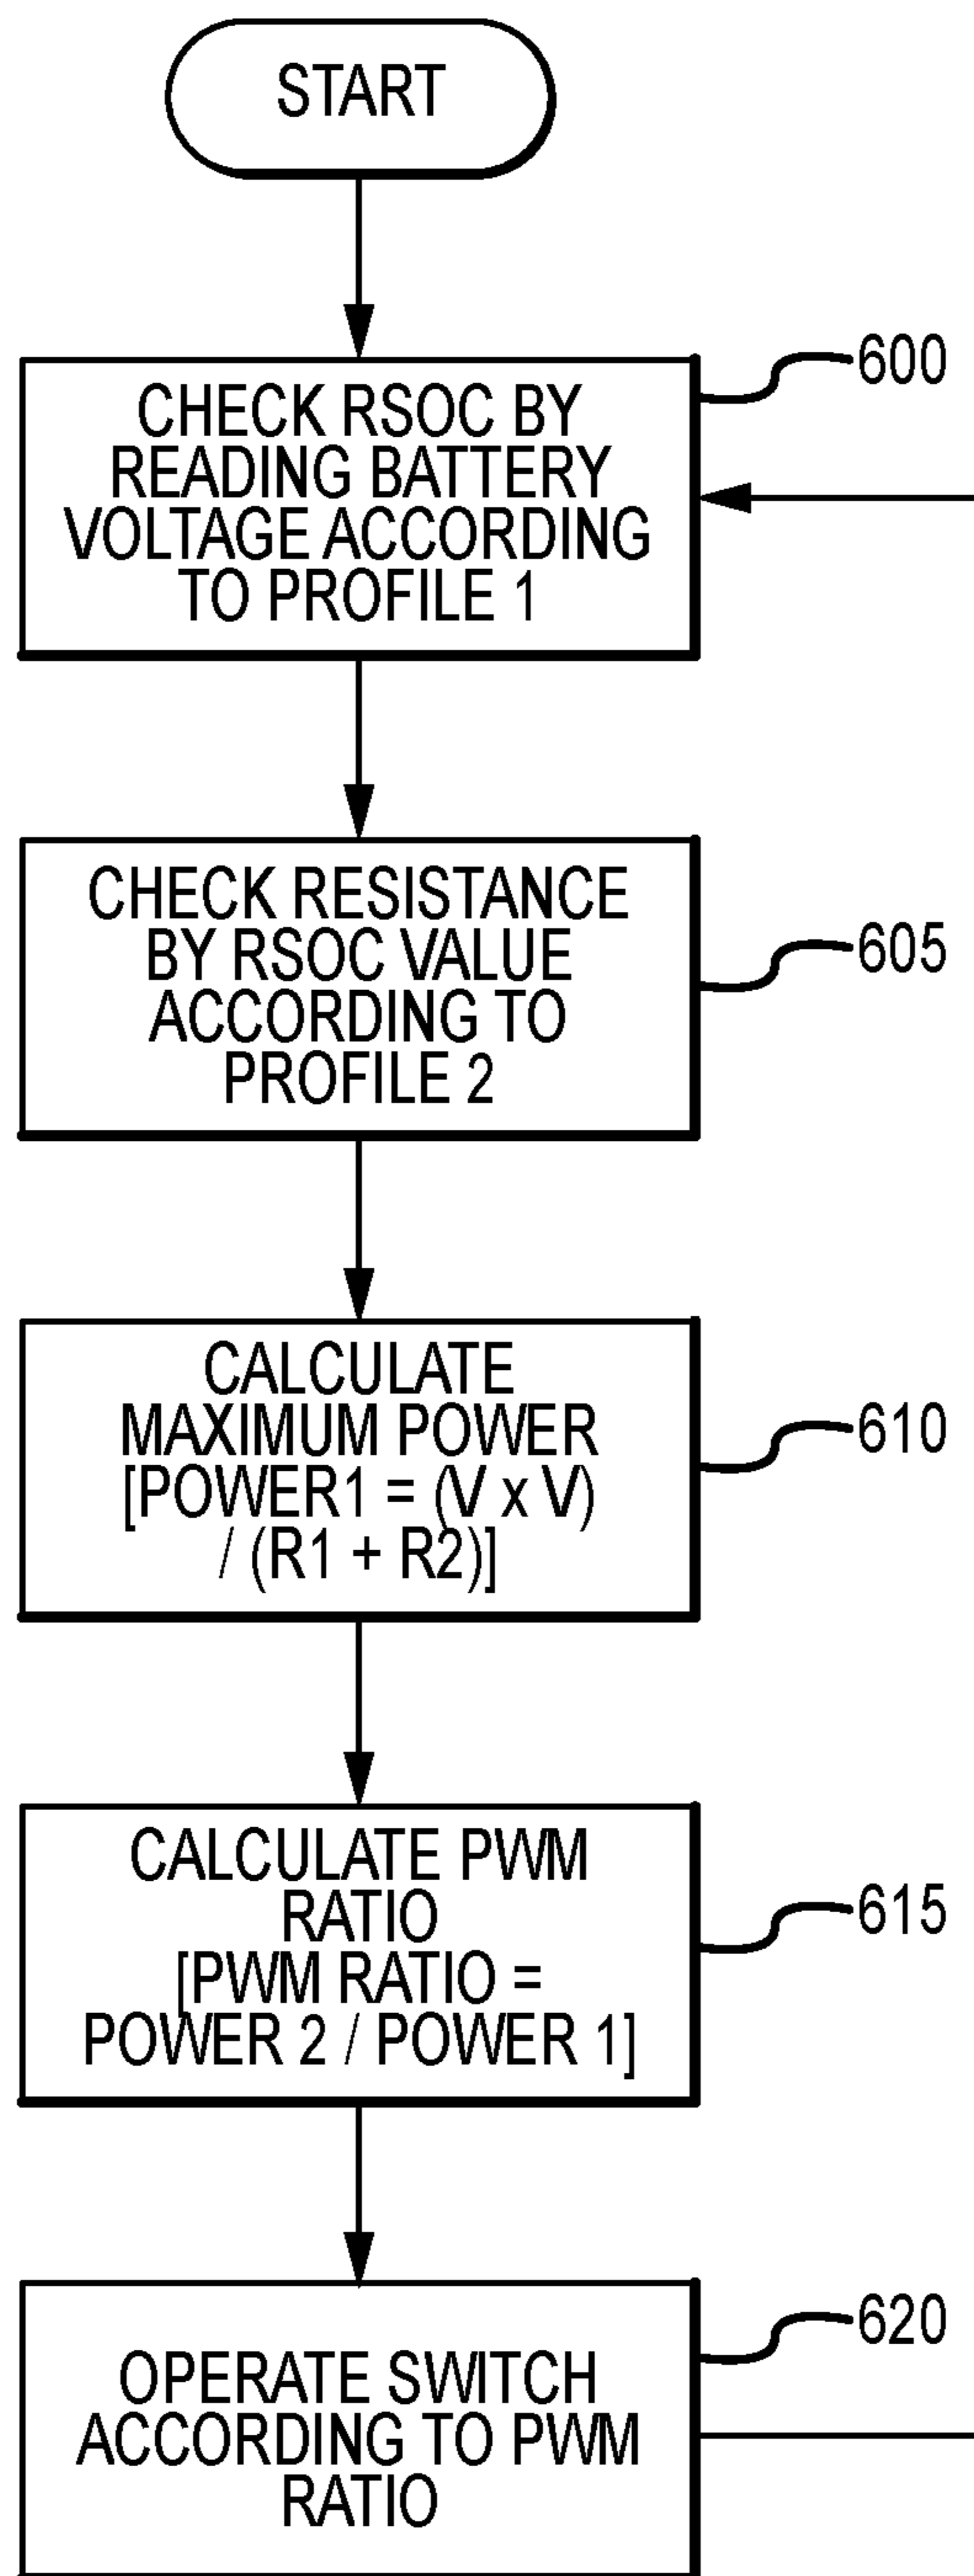 START
CHECK RSOC BY
READING BATTERY
VOLTAGE ACCORDING
TO PROFILE 1
600
CHECK RESISTANCE
BY RSOC VALUE
ACCORDING TO
PROFILE 2
605
CALCULATE
MAXIMUM POWER
[POWER1 = (V x V)
/ (R1 + R2)]
610
CALCULATE PWM
RATIO
[PWM RATIO =
POWER 2 / POWER 1]
615
OPERATE SWITCH
ACCORDING TO PWM
RATIO
620